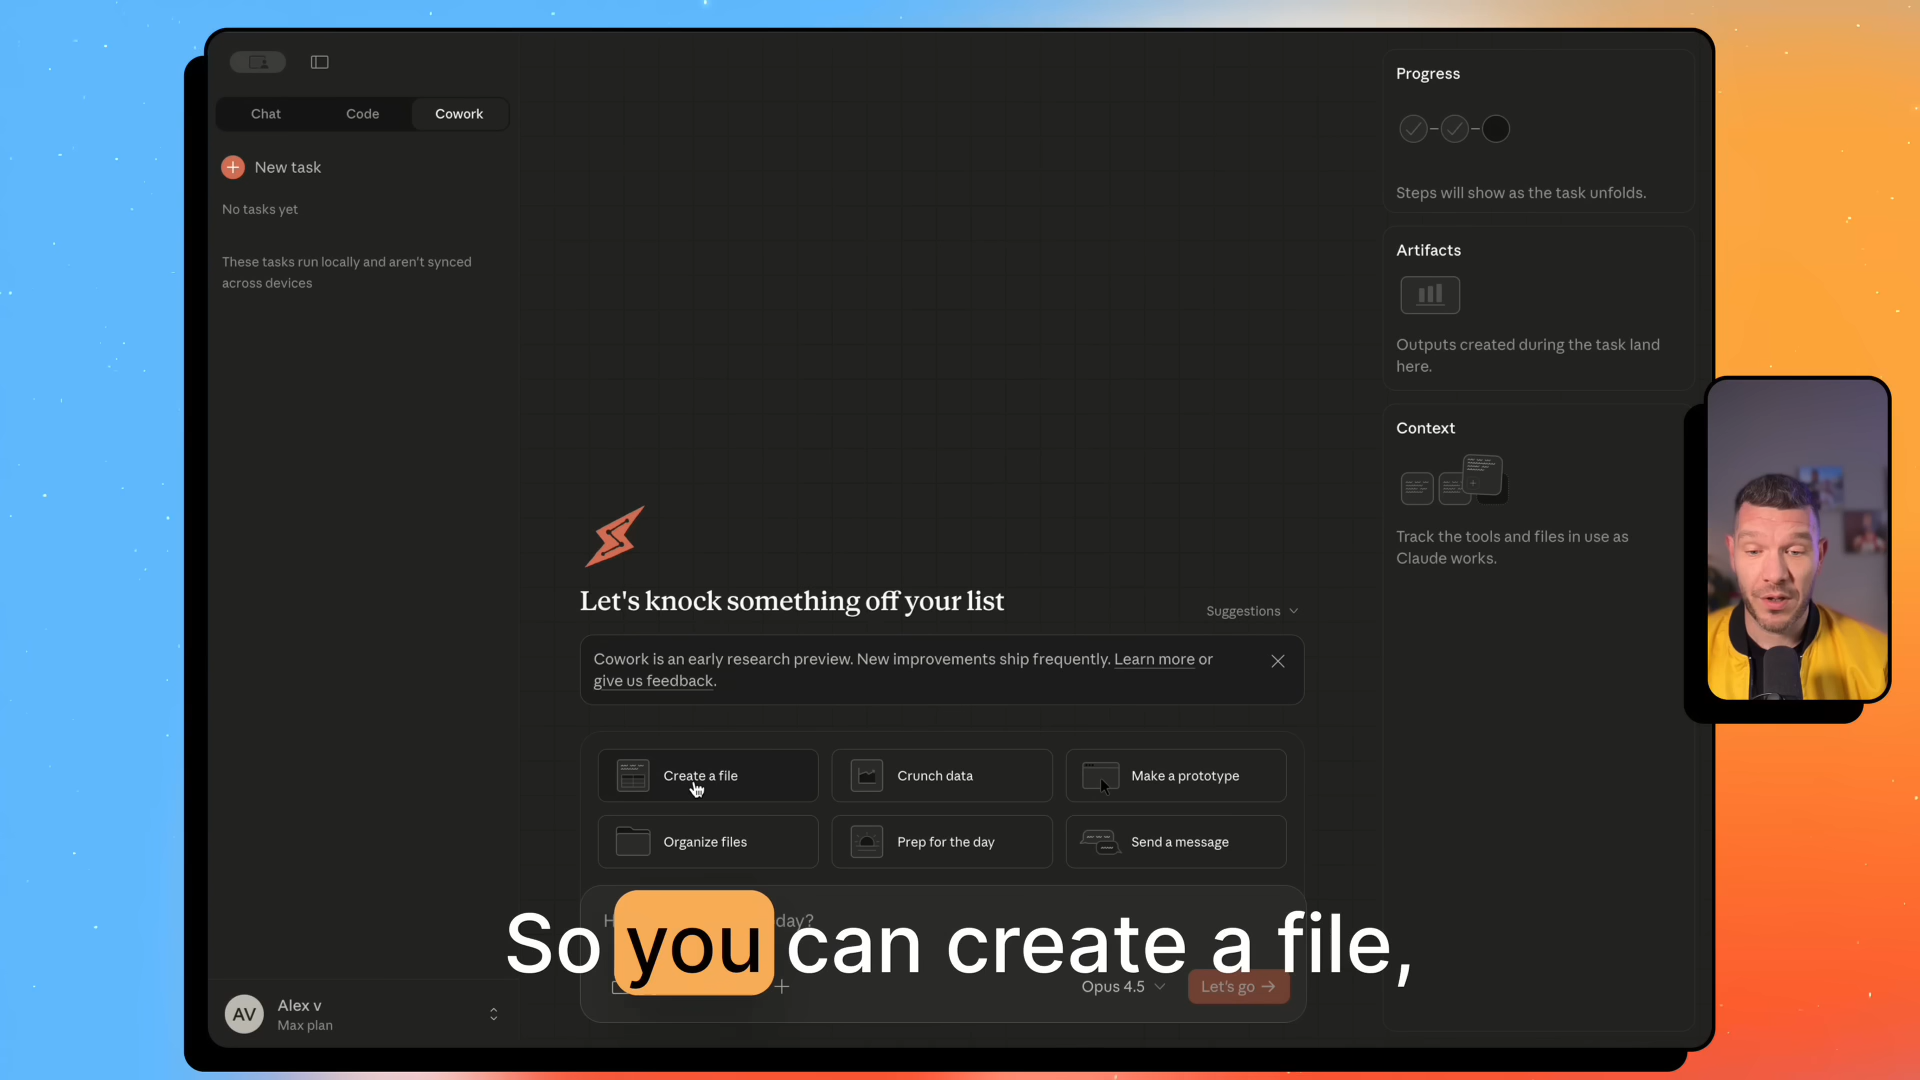 Chat
Code
Cowork
New task
No tasks yet
These tasks run locally and aren't synced
across devices
Let's knock something off your list
Suggestions
Cowork is an early research preview. New improvements ship frequently. Learn more or
give us feedback.
Create a file
Crunch data
Make a prototype
Organize files
Prep for the day
Send a message
day?
So you can create a file,
Opus 4.5
Let's go
AV
Alex v
Max plan
Progress
Steps will show as the task unfolds.
Artifacts
Outputs created during the task land
here.
Context
Track the tools and files in use as
Claude works.